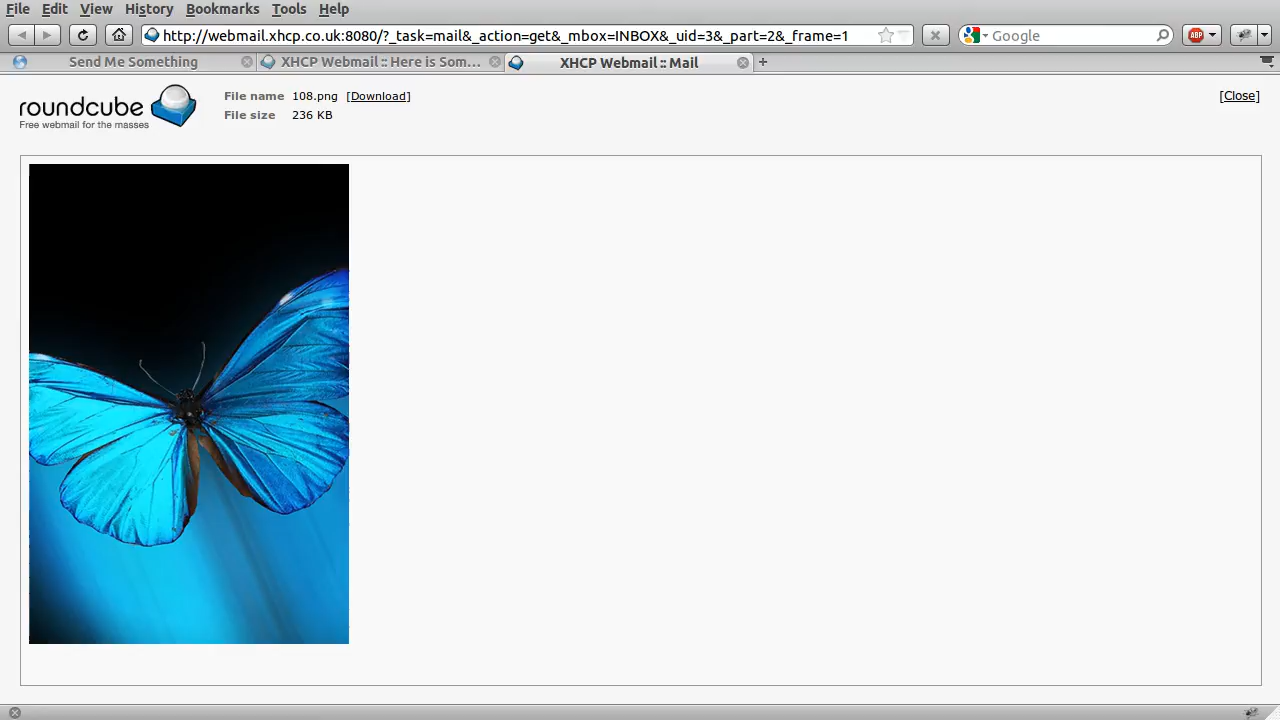 File Edit View History Bookmarks Tools Help
http://webmail.xhcp.co.uk:8080/?_task=mail&_action=get&_mbox=INBOX&_uid=3&_part=2&_frame=1
Google
ABP
Send Me Something
XHCP Webmail :: Here is Som...
XHCP Webmail :: Mail
roundcube
Free webmail for the masses
File name 108.png [Download]
File size 236 KB
[Close]